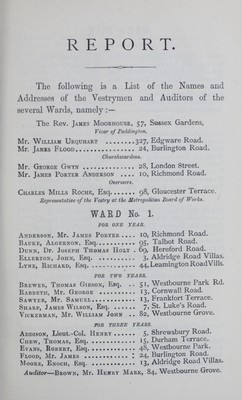 REPORT.
The following is a List of the Names and
Addresses of the Vestrymen and Auditors of the
several Wards, namely :—
The Rev. James Moorhouse, 57, Sussex Gardens,
Vicar of Paddington.
Mr. William Urquhart ........ 327, Edgware Road.
Mr. James Flood .............. 24, Burlington Road.
Churchwardens.
Mr. George Gwyn .............. 28, London Street.
Mr. James Porter Anderson .... 10, Richmond Road.
Overseers.
Charles Mills Roche, Esq. ...... 98, Gloucester Terrace.
Representative of the Vestry at the Metropolitan Board of Works.
WARD No. 1.
FOR ONE YEAR.
Anderson, Mr. James Porter .... 10, Richmond Road.
Bauke, Algernon, Esq. .......... 95, Talbot Road.
Dunn, Dr. Joseph Thomas Holy . 69, Hereford Road.
Ellerton, John, Esq. ............ 3, Aldridge Road Villas.
Lyne, Richard, Esq. ............ 44, Leamington Road Vills.
FOR TWO YEARS.
Brewer, Thomas Gibson, Esq. .. 51, Westbourne Park Rd.
Rabbeth, Mr. George ............ 13, Cornwall Road.
Sawyer, Mr. Samuel ............ 13, Frankfort Terrace.
Sharp, James Wilson, Esq. ...... 7, St. Luke's Road.
Vickerman, Mr. William John .. 82, Westbourne Grove.
FOR THREE YEARS.
Addison, Lieut.-Col. Henry ...... 5, Shrewsbury Road.
Chew, Thomas, Esq. ............ 15, Durham Terrace.
Evans, Robert, Esq. ............ 48, Westbourne Park.
Flood, Mr. James .............. 24, Burlington Road.
Moore, Enoch, Esq. ............ 13, Aldridge Road Villas.
Auditor—Brown, Mr. Henry Mark, 84, Westbourne Grove.